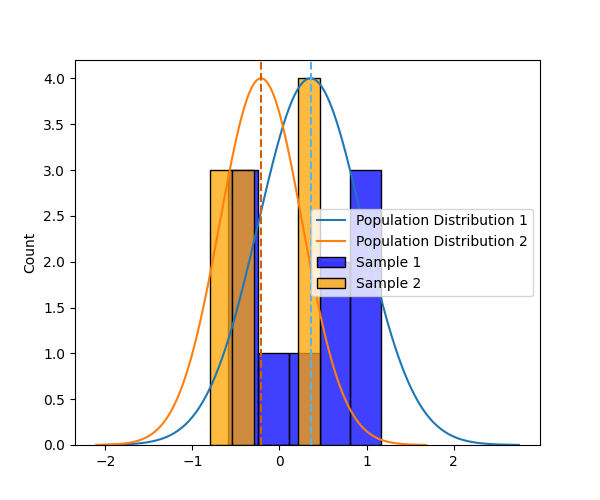 4.0
3.5
3.0
2.5
2.0
1.5
1.0
0.5
0.0
Count
Population Distribution 1
Population Distribution 2
Sample 1
Sample 2
−2
−1
0
1
2